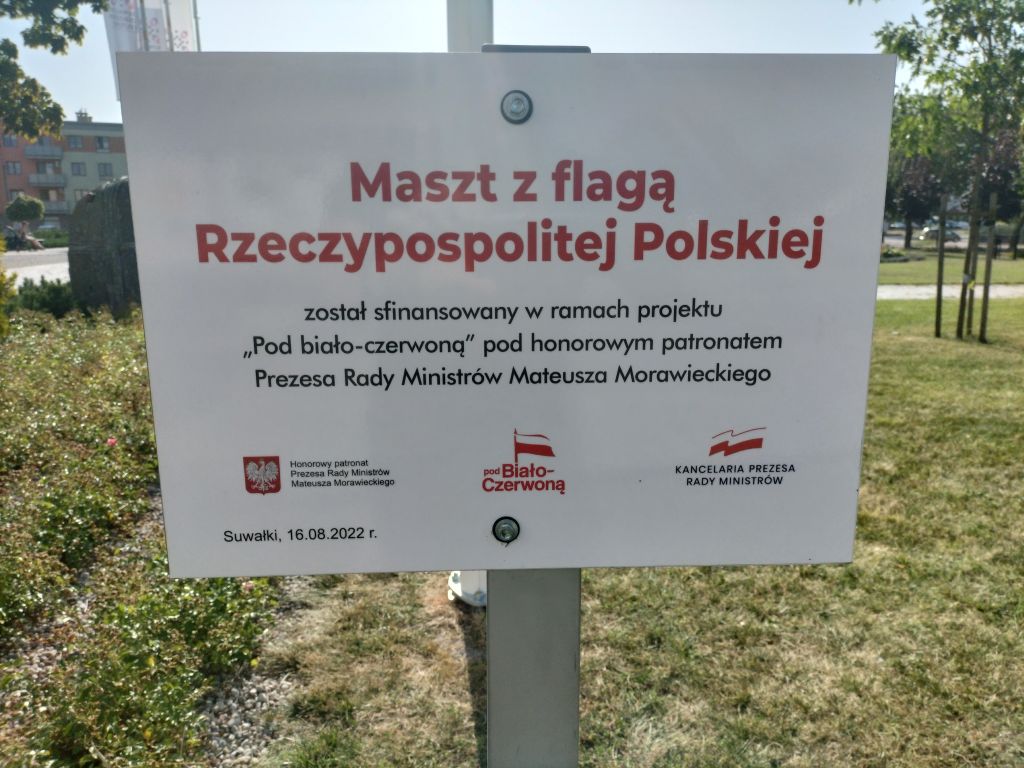 Maszt z flagą
Rzeczypospolitej Polskiej
został sfinansowany w ramach projektu
„Pod biało-czerwoną” pod honorowym patronatem
Prezesa Rady Ministrów Mateusza Morawieckiego
Honorowy patronat
Prezesa Rady Ministrów
Mateusza Morawieckiego
pod Biało-
Czerwoną
KANCELARIA PREZESA
RADY MINISTRÓW
Suwałki, 16.08.2022 r.